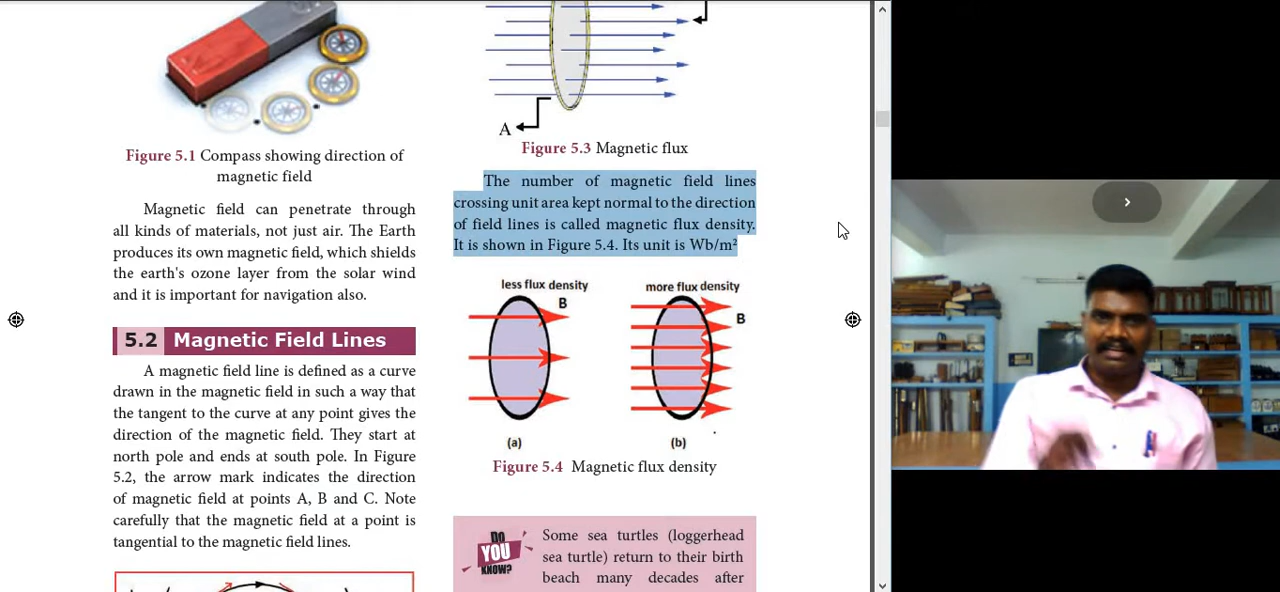 Figure 5.1 Compass showing direction of
magnetic field
Magnetic field can penetrate through
all kinds of materials, not just air. The Earth
produces its own magnetic field, which shields
the earth's ozone layer from the solar wind
and it is important for navigation also.
5.2 Magnetic Field Lines
A magnetic field line is defined as a curve
drawn in the magnetic field in such a way that
the tangent to the curve at any point gives the
direction of the magnetic field. They start at
north pole and ends at south pole. In Figure
5.2, the arrow mark indicates the direction
of magnetic field at points A, B and C. Note
carefully that the magnetic field at a point is
tangential to the magnetic field lines.
A
Figure 5.3 Magnetic flux
The number of magnetic field lines
crossing unit area kept normal to the direction
of field lines is called magnetic flux density.
It is shown in Figure 5.4. Its unit is Wb/m²
less flux density
B
more flux density
B
(a)
(b)
Figure 5.4 Magnetic flux density
DO
YOU
KNOW?
Some sea turtles (loggerhead
sea turtle) return to their birth
beach many decades after